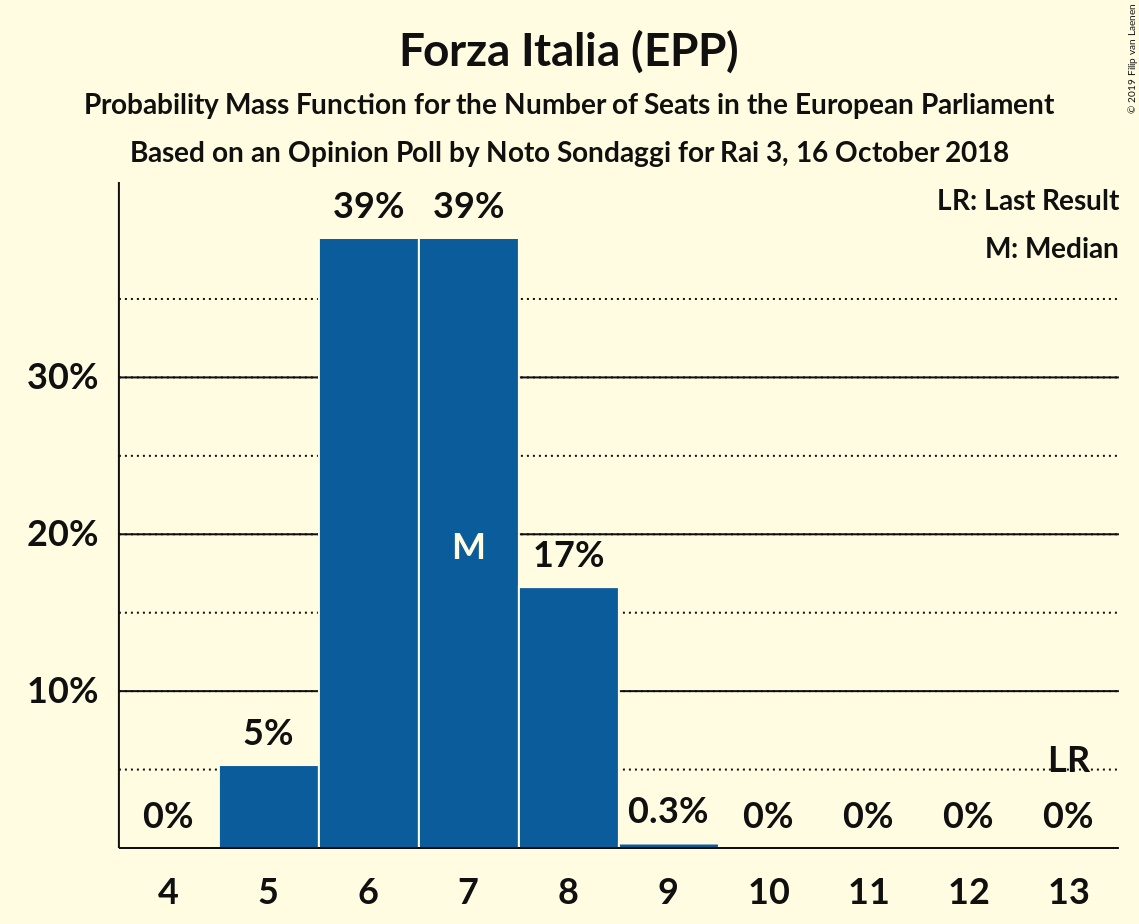 Forza Italia (EPP)
Probability Mass Function for the Number of Seats in the European Parliament
Based on an Opinion Poll by Noto Sondaggi for Rai 3, 16 October 2018
© 2019 Filip van Laenen
LR: Last Result
M: Median
39% 39%
30%
20%
M
17%
10%
5%
LR
0% 0.3% 0% 0% 0% 0%
4 5 6 7 8 9 10 11 12 13